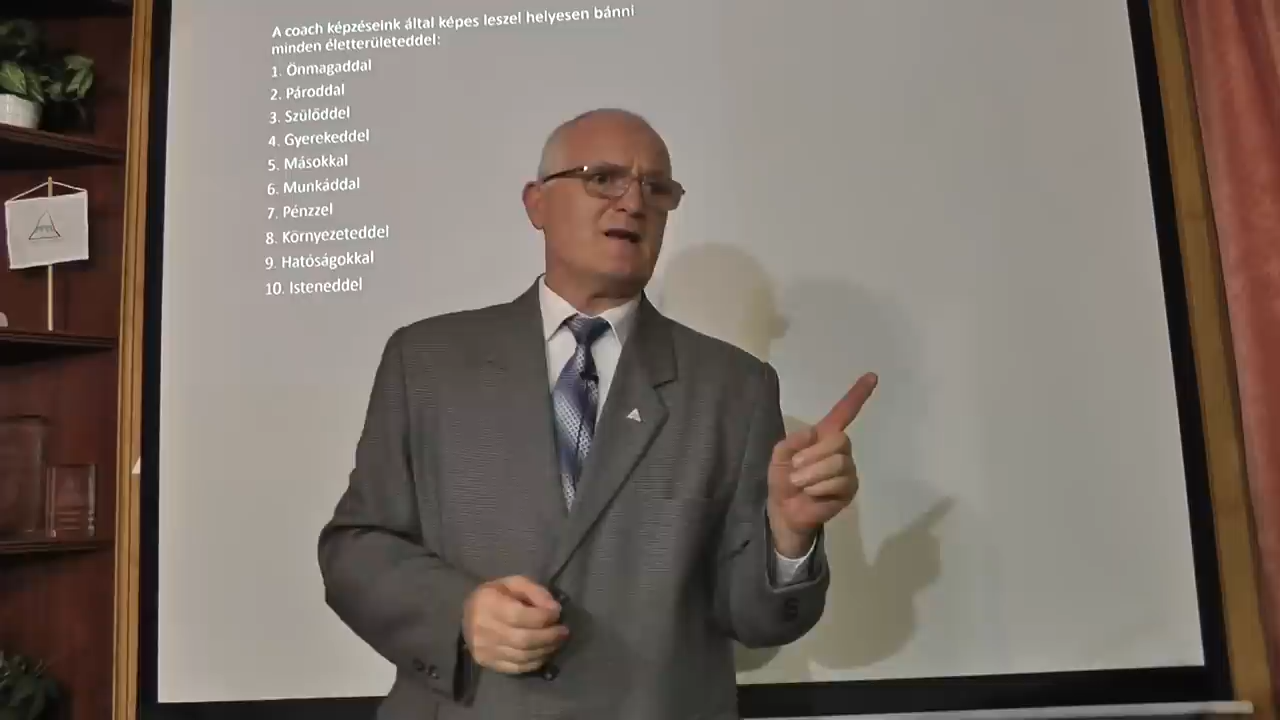 A coach képzéseink által képes leszel helyesen bánni
minden életterületeddel:
1. Önmagaddal
2. Pároddal
3. Szülőddel
4. Gyerekeddel
5. Másokkal
6. Munkáddal
7. Pénzzel
8. Környezeteddel
9. Hatóságokkal
10. Isteneddel